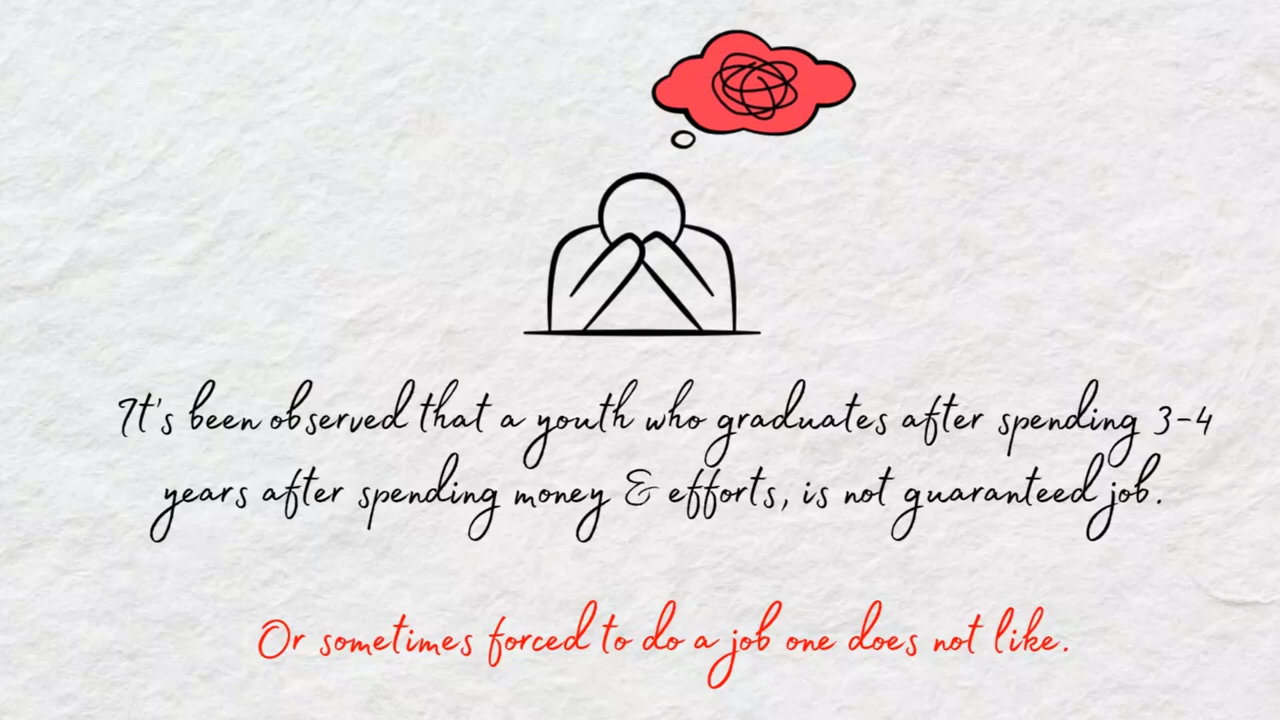 It's been observed that a youth who graduates after spending 3-4
years after spending money & efforts, is not guaranteed job.
Or sometimes forced to do a job one does not like.